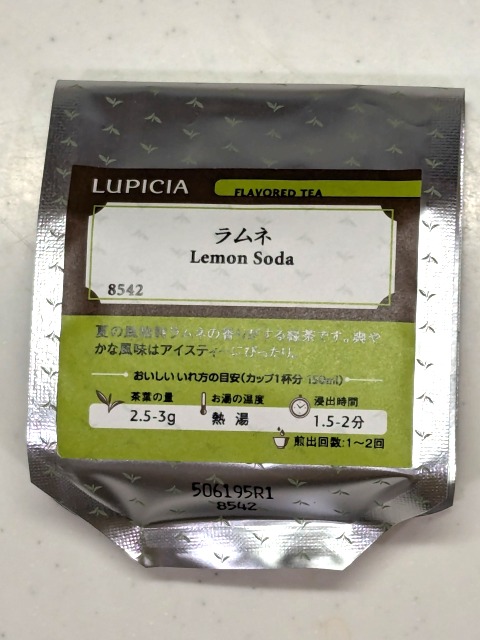 LUPICIA
FLAVORED TEA
ラムネ
Lemon Soda
8542
夏の風物詩ラムネの香りがする緑茶です。爽や
かな風味はアイスティーにぴったり。
おいしい いれ方の目安(カップ1杯分 150ml)
茶葉の量 お湯の温度 浸出時間
2.5-3g 熱湯 1.5-2分
煎出回数:1〜2回
506195R1
8542